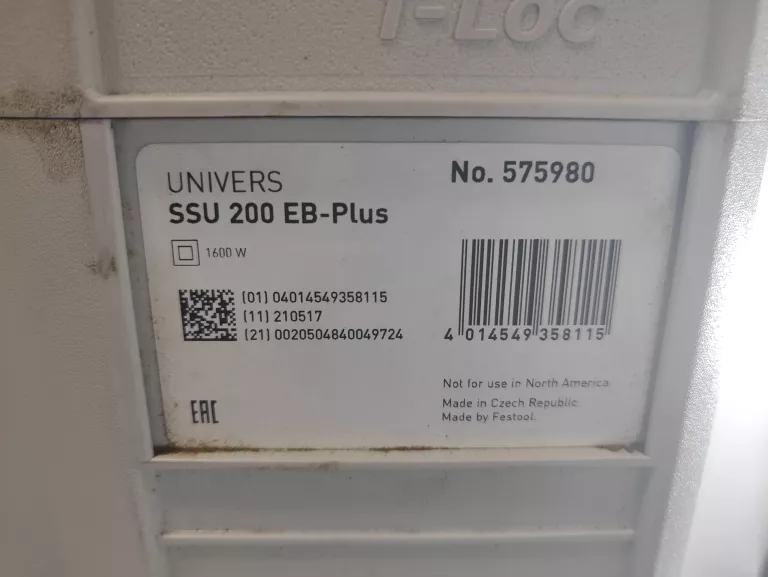 T-LOC
UNIVERS
SSU 200 EB-Plus
No. 575980
1600 W
(01) 04014549358115
(11) 210517
(21) 0020504840049724
4 014549 358115
Not for use in North America
Made in Czech Republic.
Made by Festool.
EAC